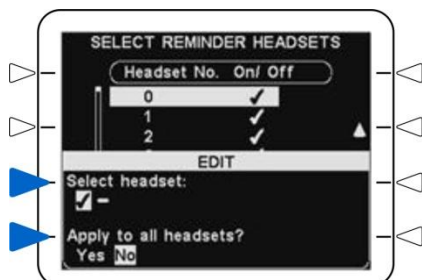 SELECT REMINDER HEADSETS
Headset No. On/ Off
0 ✓
1 ✓
2 ✓
EDIT
Select headset:
✓ –
Apply to all headsets?
Yes No